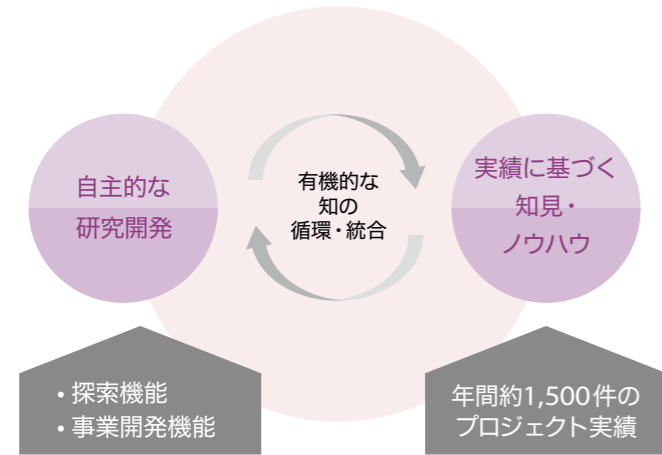 自主的な
研究開発
有機的な
知の
循環・統合
実績に基づく
知見・
ノウハウ
• 探索機能
• 事業開発機能
年間約1,500件の
プロジェクト実績